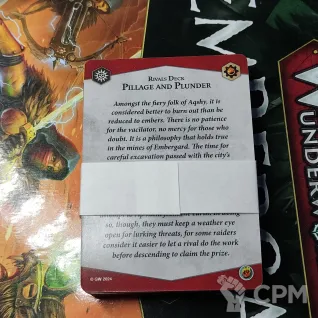 RIVALS DECK
PILLAGE AND PLUNDER
Amongst the fiery folk of Aqshy, it is
considered better to burn out than be
reduced to embers. There is no patience
for the vacillator, no mercy for those who
doubt. It is a philosophy that holds true
in the mines of Embergard. The time for
careful excavation passed with the city's
so, though, they must keep a weather eye
open for lurking threats, for some raiders
consider it easier to let a rival do the work
before descending to claim the prize.
© GW 2024
WUNDERW
CPM